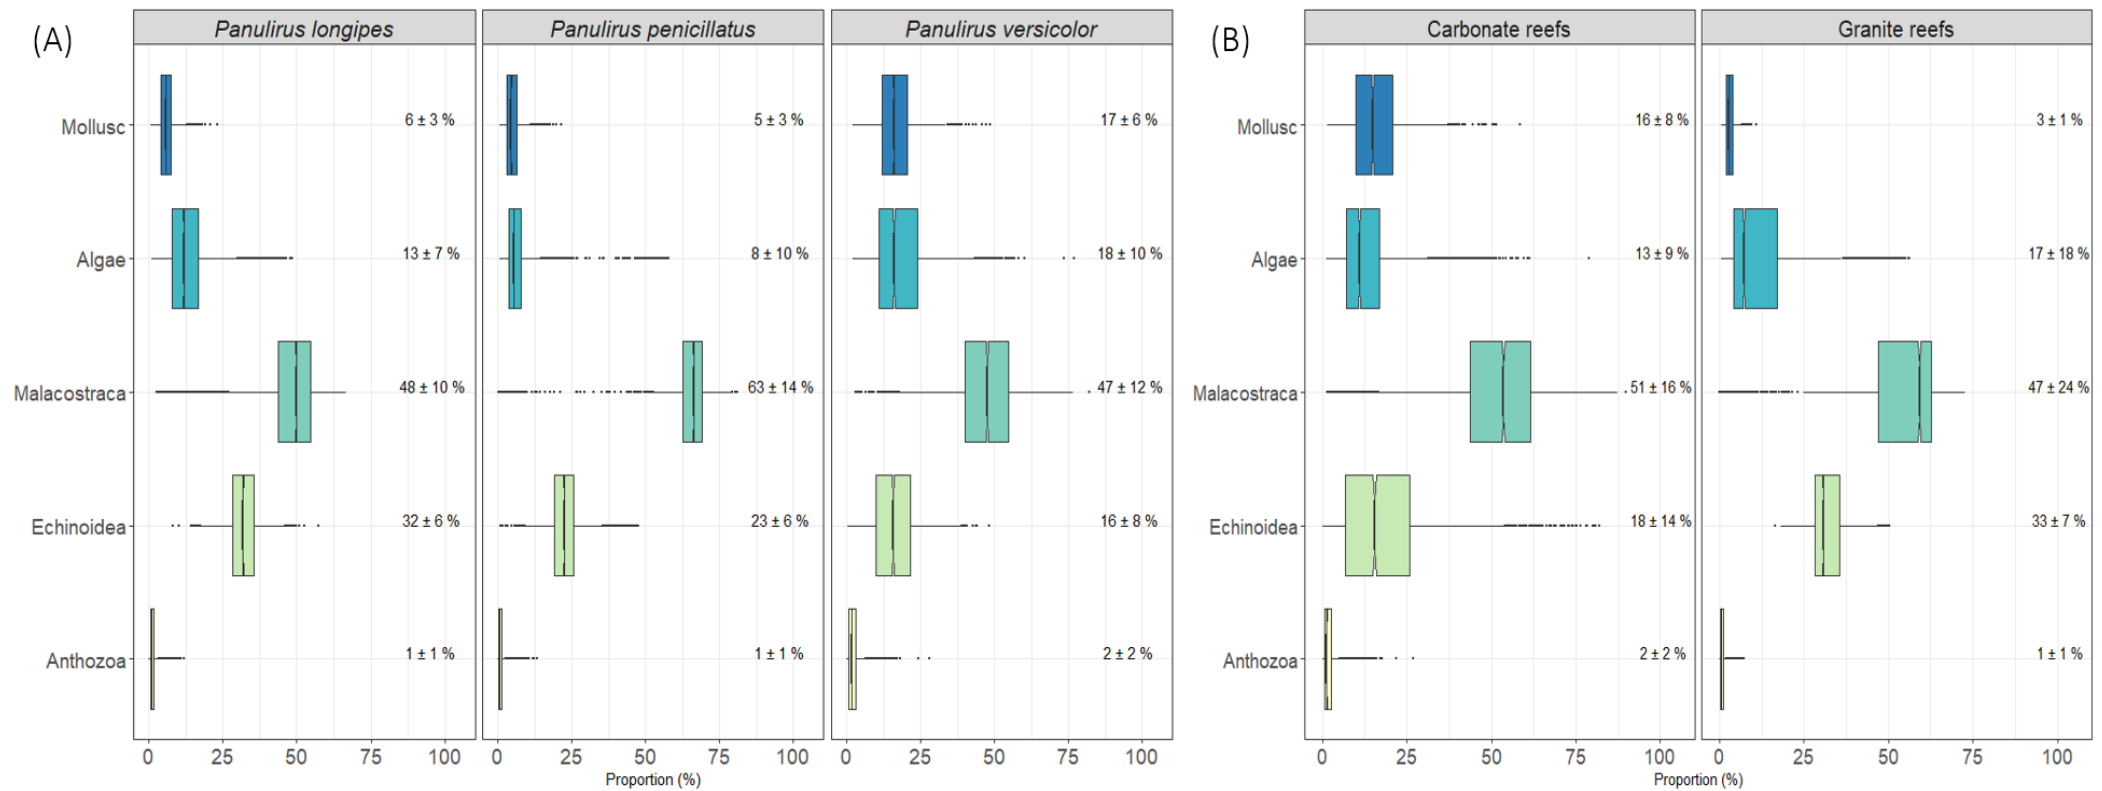 (A)
Panulirus longipes
Panulirus penicillatus
Panulirus versicolor
Mollusc
6 ± 3 %
5 ± 3 %
17 ± 6 %
Algae
13 ± 7 %
8 ± 10 %
18 ± 10 %
Malacostraca
48 ± 10 %
63 ± 14 %
47 ± 12 %
Echinoidea
32 ± 6 %
23 ± 6 %
16 ± 8 %
Anthozoa
1 ± 1 %
1 ± 1 %
2 ± 2 %
0 25 50 75 100
0 25 50 75 100
0 25 50 75 100
Proportion (%)
(B)
Carbonate reefs
Granite reefs
Mollusc
16 ± 8 %
3 ± 1 %
Algae
13 ± 9 %
17 ± 18 %
Malacostraca
51 ± 16 %
47 ± 24 %
Echinoidea
18 ± 14 %
33 ± 7 %
Anthozoa
2 ± 2 %
1 ± 1 %
0 25 50 75 100
0 25 50 75 100
Proportion (%)